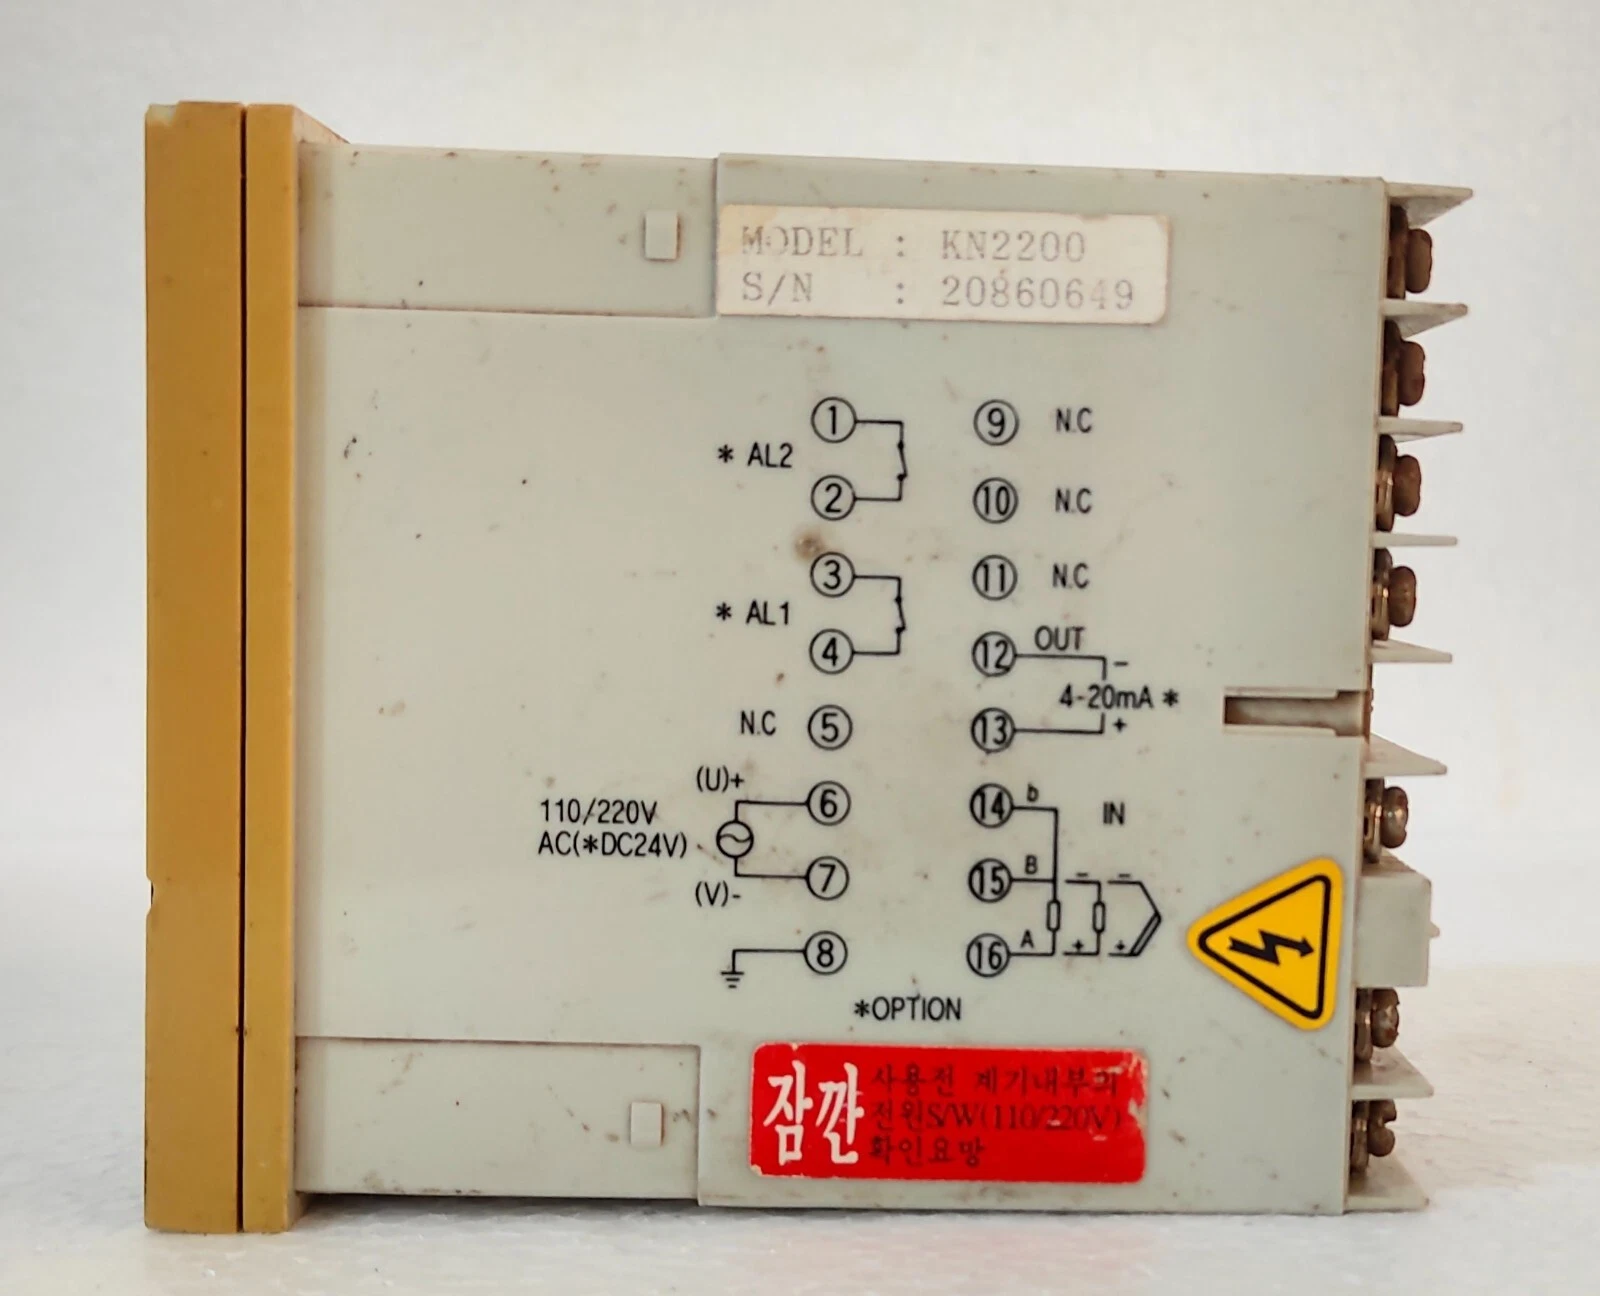 MODEL : KN2200
S/N : 20860649
* AL2
① ②
* AL1
③ ④
N.C ⑤
(U)+ ⑥
110/220V
AC(*DC24V)
(V)- ⑦
⑧
⑨ N.C
⑩ N.C
⑪ N.C
⑫ OUT -
4-20mA *
⑬ +
⑭ b IN
⑮ B - -
⑯ A + +
*OPTION
잠깐
사용전 계기내부의
전원S/W(110/220V)
확인요망